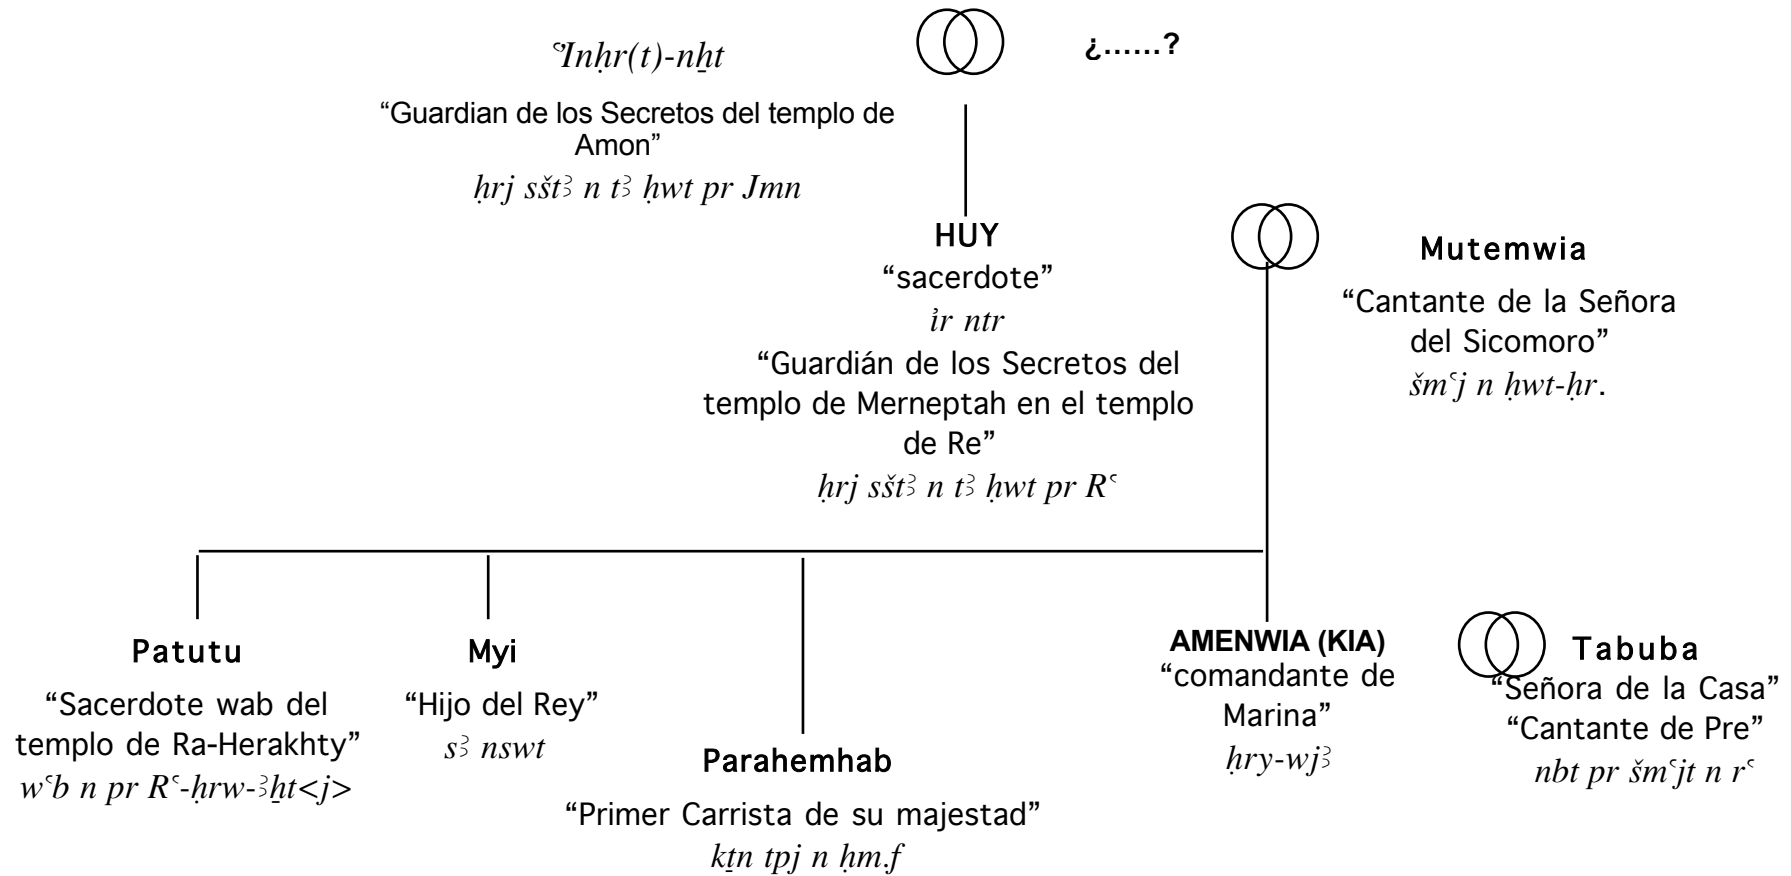 ꜥInḥr(t)-nẖt
¿......?
“Guardian de los Secretos del templo de
Amon”
ḥrj sštꜣ n tꜣ ḥwt pr Jmn
HUY
“sacerdote”
ỉr ntr
“Guardián de los Secretos del
templo de Merneptah en el templo
de Re”
ḥrj sštꜣ n tꜣ ḥwt pr Rꜥ
Mutemwia
“Cantante de la Señora
del Sicomoro”
šmꜥj n ḥwt-ḥr.
Patutu
“Sacerdote wab del
templo de Ra-Herakhty”
wꜥb n pr Rꜥ-ḥrw-ꜣẖt<j>
Myi
“Hijo del Rey”
sꜣ nswt
Parahemhab
“Primer Carrista de su majestad”
kṯn tpj n ḥm.f
AMENWIA (KIA)
“comandante de
Marina”
ḥry-wjꜣ
Tabuba
“Señora de la Casa”
“Cantante de Pre”
nbt pr šmꜥjt n rꜥ